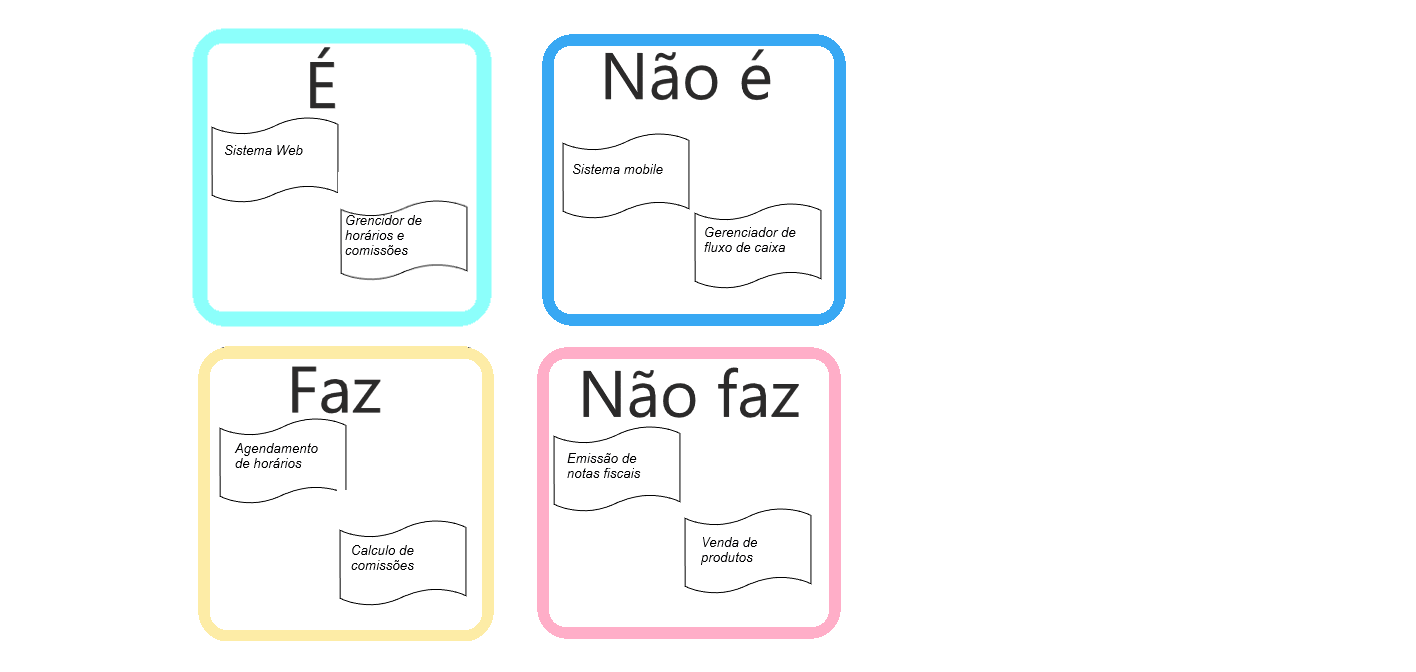 É
Sistema Web
Grencidor de
horários e
comissões
Não é
Sistema mobile
Gerenciador de
fluxo de caixa
Faz
Agendamento
de horários
Calculo de
comissões
Não faz
Emissão de
notas fiscais
Venda de
produtos